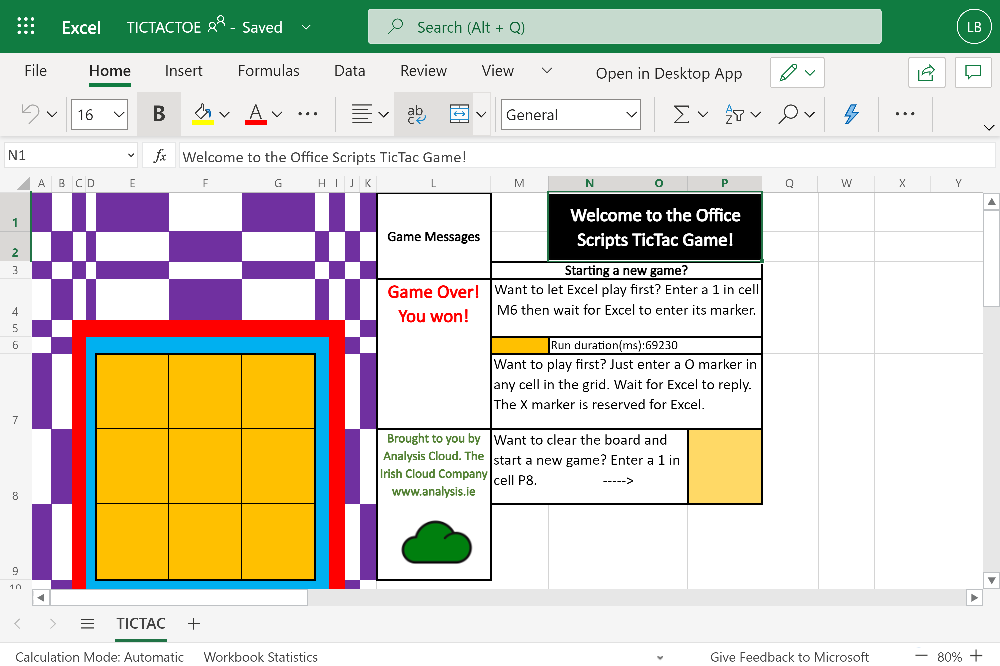 Excel
TICTACTOE - Saved
Search (Alt + Q)
LB
File Home Insert Formulas Data Review View Open in Desktop App
16 B A ab c General A Z
N1 fx Welcome to the Office Scripts TicTac Game!
A B C D E F G H I J K L M N O P Q W X Y
1
2
3
4
5
6
7
8
9
10
Game Messages
Game Over!
You won!
Brought to you by
Analysis Cloud. The
Irish Cloud Company
www.analysis.ie
Welcome to the Office
Scripts TicTac Game!
Starting a new game?
Want to let Excel play first? Enter a 1 in cell
M6 then wait for Excel to enter its marker.
Run duration(ms):69230
Want to play first? Just enter a O marker in
any cell in the grid. Wait for Excel to reply.
The X marker is reserved for Excel.
Want to clear the board and
start a new game? Enter a 1 in
cell P8. ----->
TICTAC
Calculation Mode: Automatic Workbook Statistics Give Feedback to Microsoft 80%